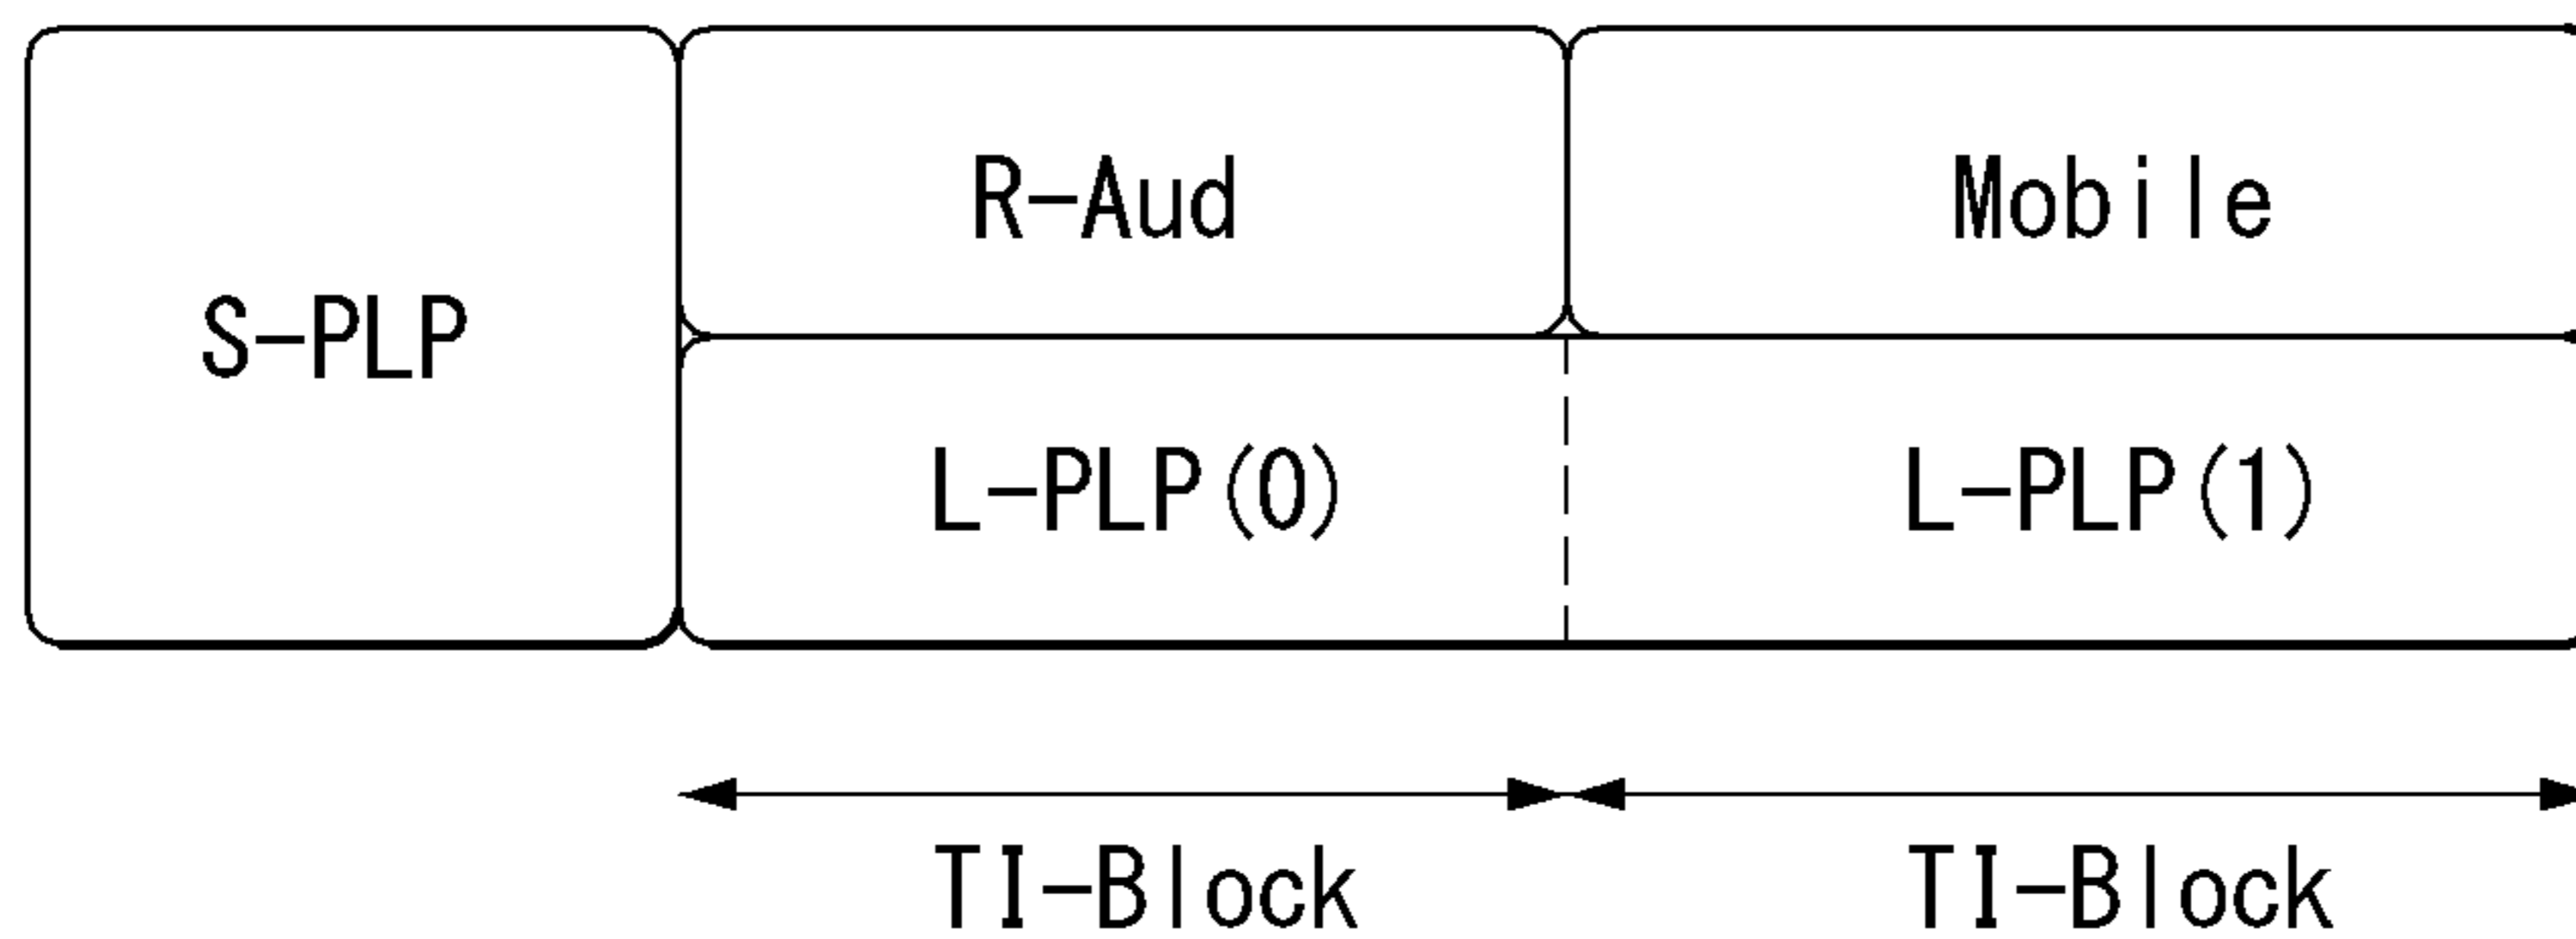 R-Aud
Mobile
S-PLP
L-PLP(0)
L-PLP(1)
TI-Block
TI-Block